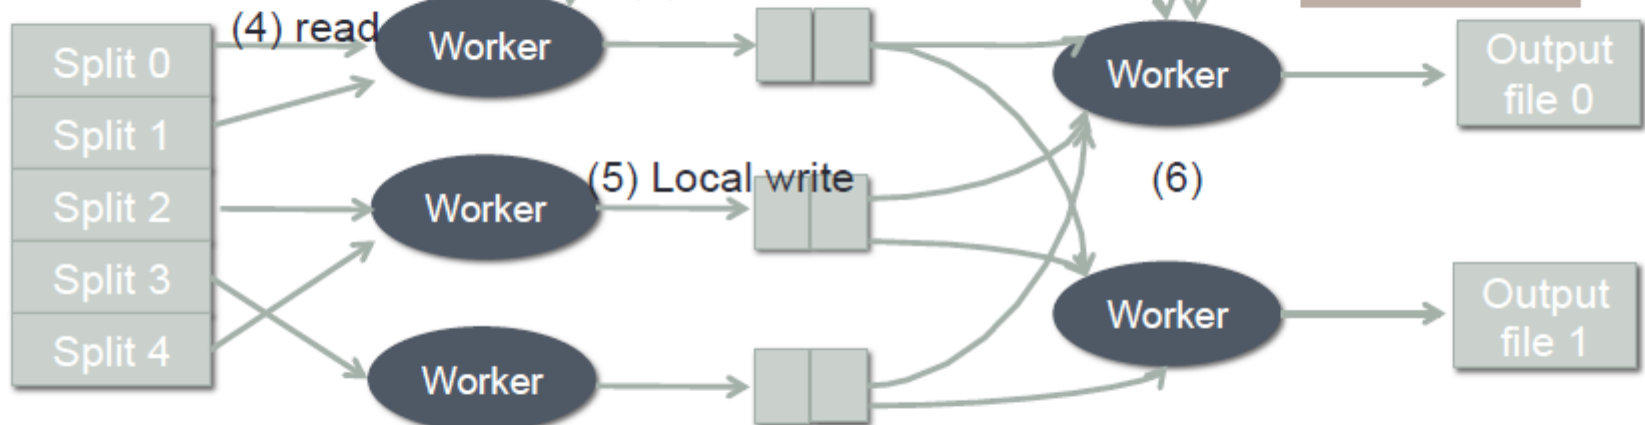 (4) read
Split 0
Split 1
Split 2
Split 3
Split 4
Worker
Worker
Worker
(5) Local write
Worker
(6)
Worker
Output
file 0
Output
file 1